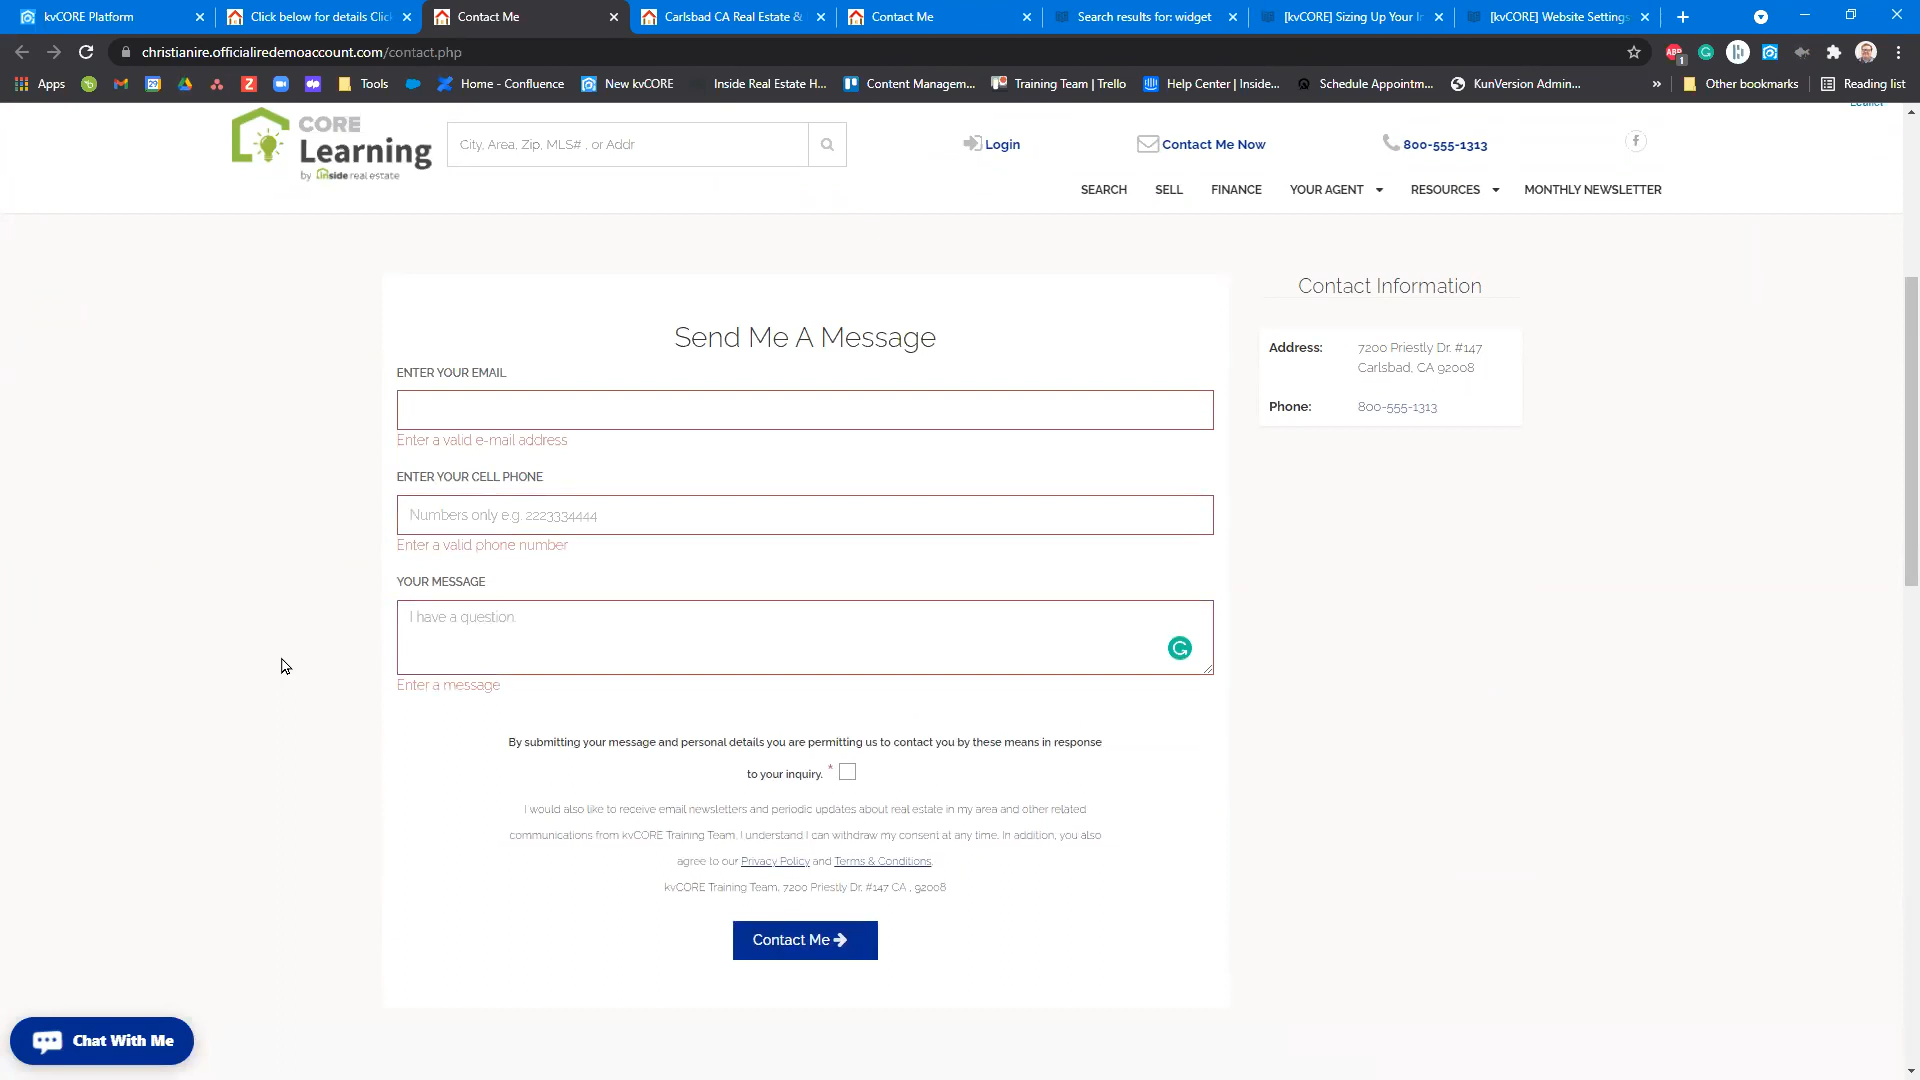 kvCORE Platform
Click below for details Clic
Contact Me
Carlsbad CA Real Estate &
Contact Me
Search results for: widget
[kvCORE] Sizing Up Your Ir
[kvCORE] Website Settings
christianire.officialiredemoaccount.com/contact.php
ABP
1
Apps
Tools
Home - Confluence
New kvCORE
Inside Real Estate H...
Content Managem...
Training Team | Trello
Help Center | Inside...
Schedule Appointm...
KunVersion Admin...
»
Other bookmarks
Reading list
Leaflet
CORE
Learning
by inside real estate
City, Area, Zip, MLS# , or Addr
Login
Contact Me Now
800-555-1313
SEARCH
SELL
FINANCE
YOUR AGENT
RESOURCES
MONTHLY NEWSLETTER
Send Me A Message
ENTER YOUR EMAIL
Enter a valid e-mail address
ENTER YOUR CELL PHONE
Numbers only e.g. 2223334444
Enter a valid phone number
YOUR MESSAGE
I have a question.
Enter a message
By submitting your message and personal details you are permitting us to contact you by these means in response
to your inquiry. *
I would also like to receive email newsletters and periodic updates about real estate in my area and other related
communications from kvCORE Training Team, I understand I can withdraw my consent at any time. In addition, you also
agree to our Privacy Policy and Terms & Conditions.
kvCORE Training Team, 7200 Priestly Dr. #147 CA , 92008
Contact Me
Contact Information
Address:
7200 Priestly Dr. #147
Carlsbad, CA 92008
Phone:
800-555-1313
Chat With Me